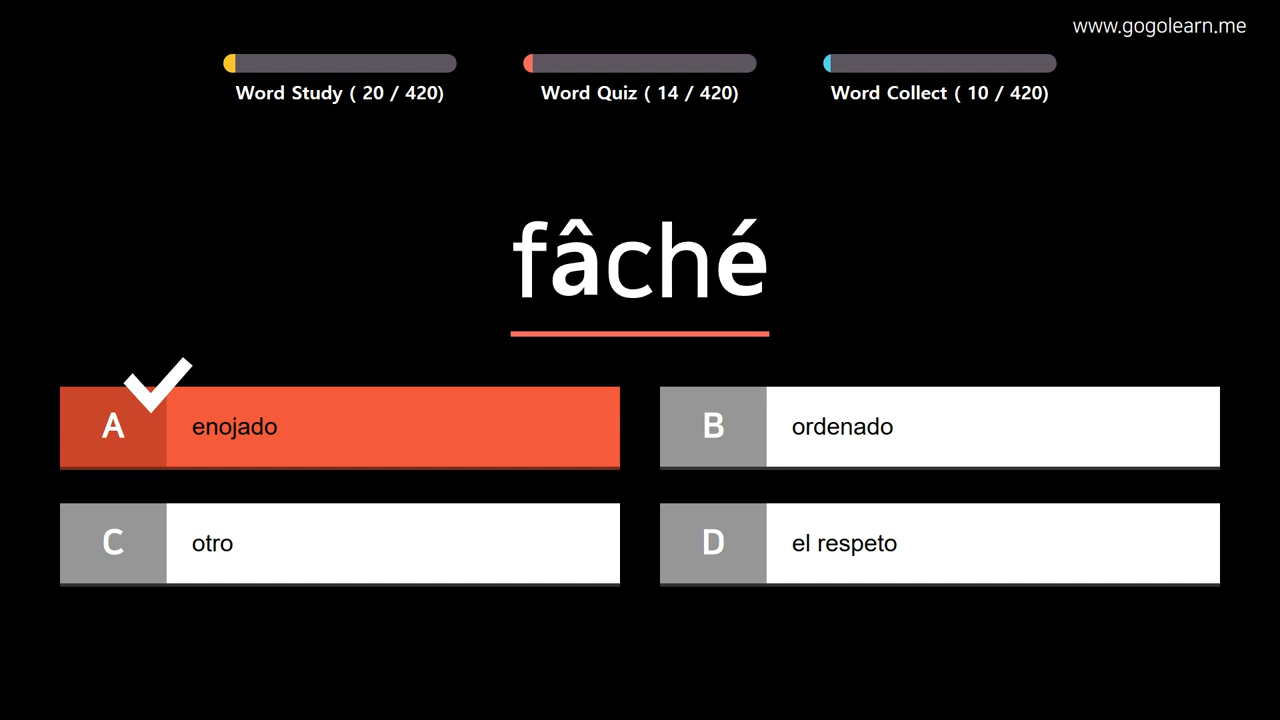 www.gogolearn.me
Word Study ( 20 / 420)
Word Quiz ( 14 / 420)
Word Collect ( 10 / 420)
fâché
A enojado
B ordenado
C otro
D el respeto